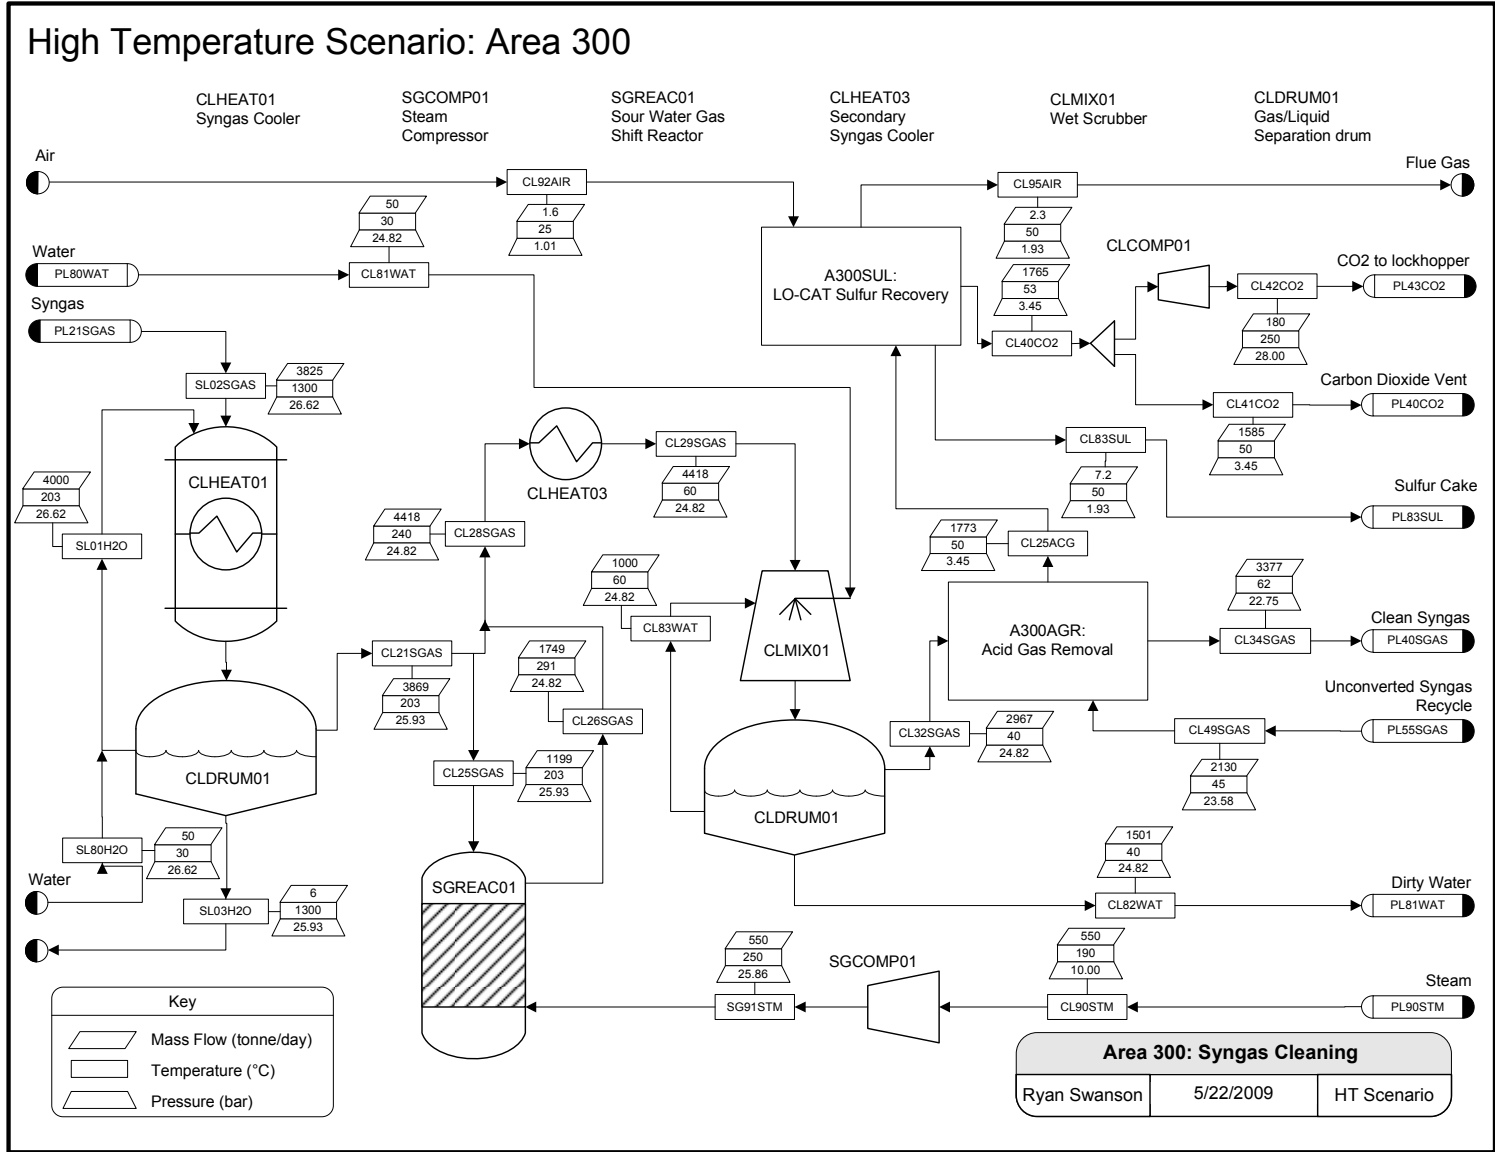 High Temperature Scenario: Area 300
CLHEAT01
Syngas Cooler
SGCOMP01
Steam
Compressor
SGREAC01
Sour Water Gas
Shift Reactor
CLHEAT03
Secondary
Syngas Cooler
CLMIX01
Wet Scrubber
CLDRUM01
Gas/Liquid
Separation drum
Air
CL92AIR
1.6
25
1.01
50
30
24.82
Water
PL80WAT
CL81WAT
Syngas
PL21SGAS
SL02SGAS
3825
1300
26.62
4000
203
26.62
SL01H2O
CLHEAT01
CLDRUM01
SL80H2O
50
30
26.62
Water
SL03H2O
6
1300
25.93
CL21SGAS
3869
203
25.93
4418
240
24.82
CL28SGAS
CLHEAT03
CL29SGAS
4418
60
24.82
1749
291
24.82
CL26SGAS
CL25SGAS
1199
203
25.93
SGREAC01
1000
60
24.82
CL83WAT
CLMIX01
CLDRUM01
CL32SGAS
2967
40
24.82
A300SUL:
LO-CAT Sulfur Recovery
CL95AIR
2.3
50
1.93
Flue Gas
1765
53
3.45
CL40CO2
CLCOMP01
CL42CO2
180
250
28.00
CO2 to lockhopper
PL43CO2
Carbon Dioxide Vent
CL41CO2
PL40CO2
1585
50
3.45
CL83SUL
7.2
50
1.93
Sulfur Cake
PL83SUL
1773
50
3.45
CL25ACG
A300AGR:
Acid Gas Removal
3377
62
22.75
CL34SGAS
Clean Syngas
PL40SGAS
Unconverted Syngas
Recycle
CL49SGAS
PL55SGAS
2130
45
23.58
1501
40
24.82
CL82WAT
Dirty Water
PL81WAT
550
250
25.86
SG91STM
SGCOMP01
550
190
10.00
CL90STM
Steam
PL90STM
Key
Mass Flow (tonne/day)
Temperature (°C)
Pressure (bar)
Area 300: Syngas Cleaning
Ryan Swanson
5/22/2009
HT Scenario